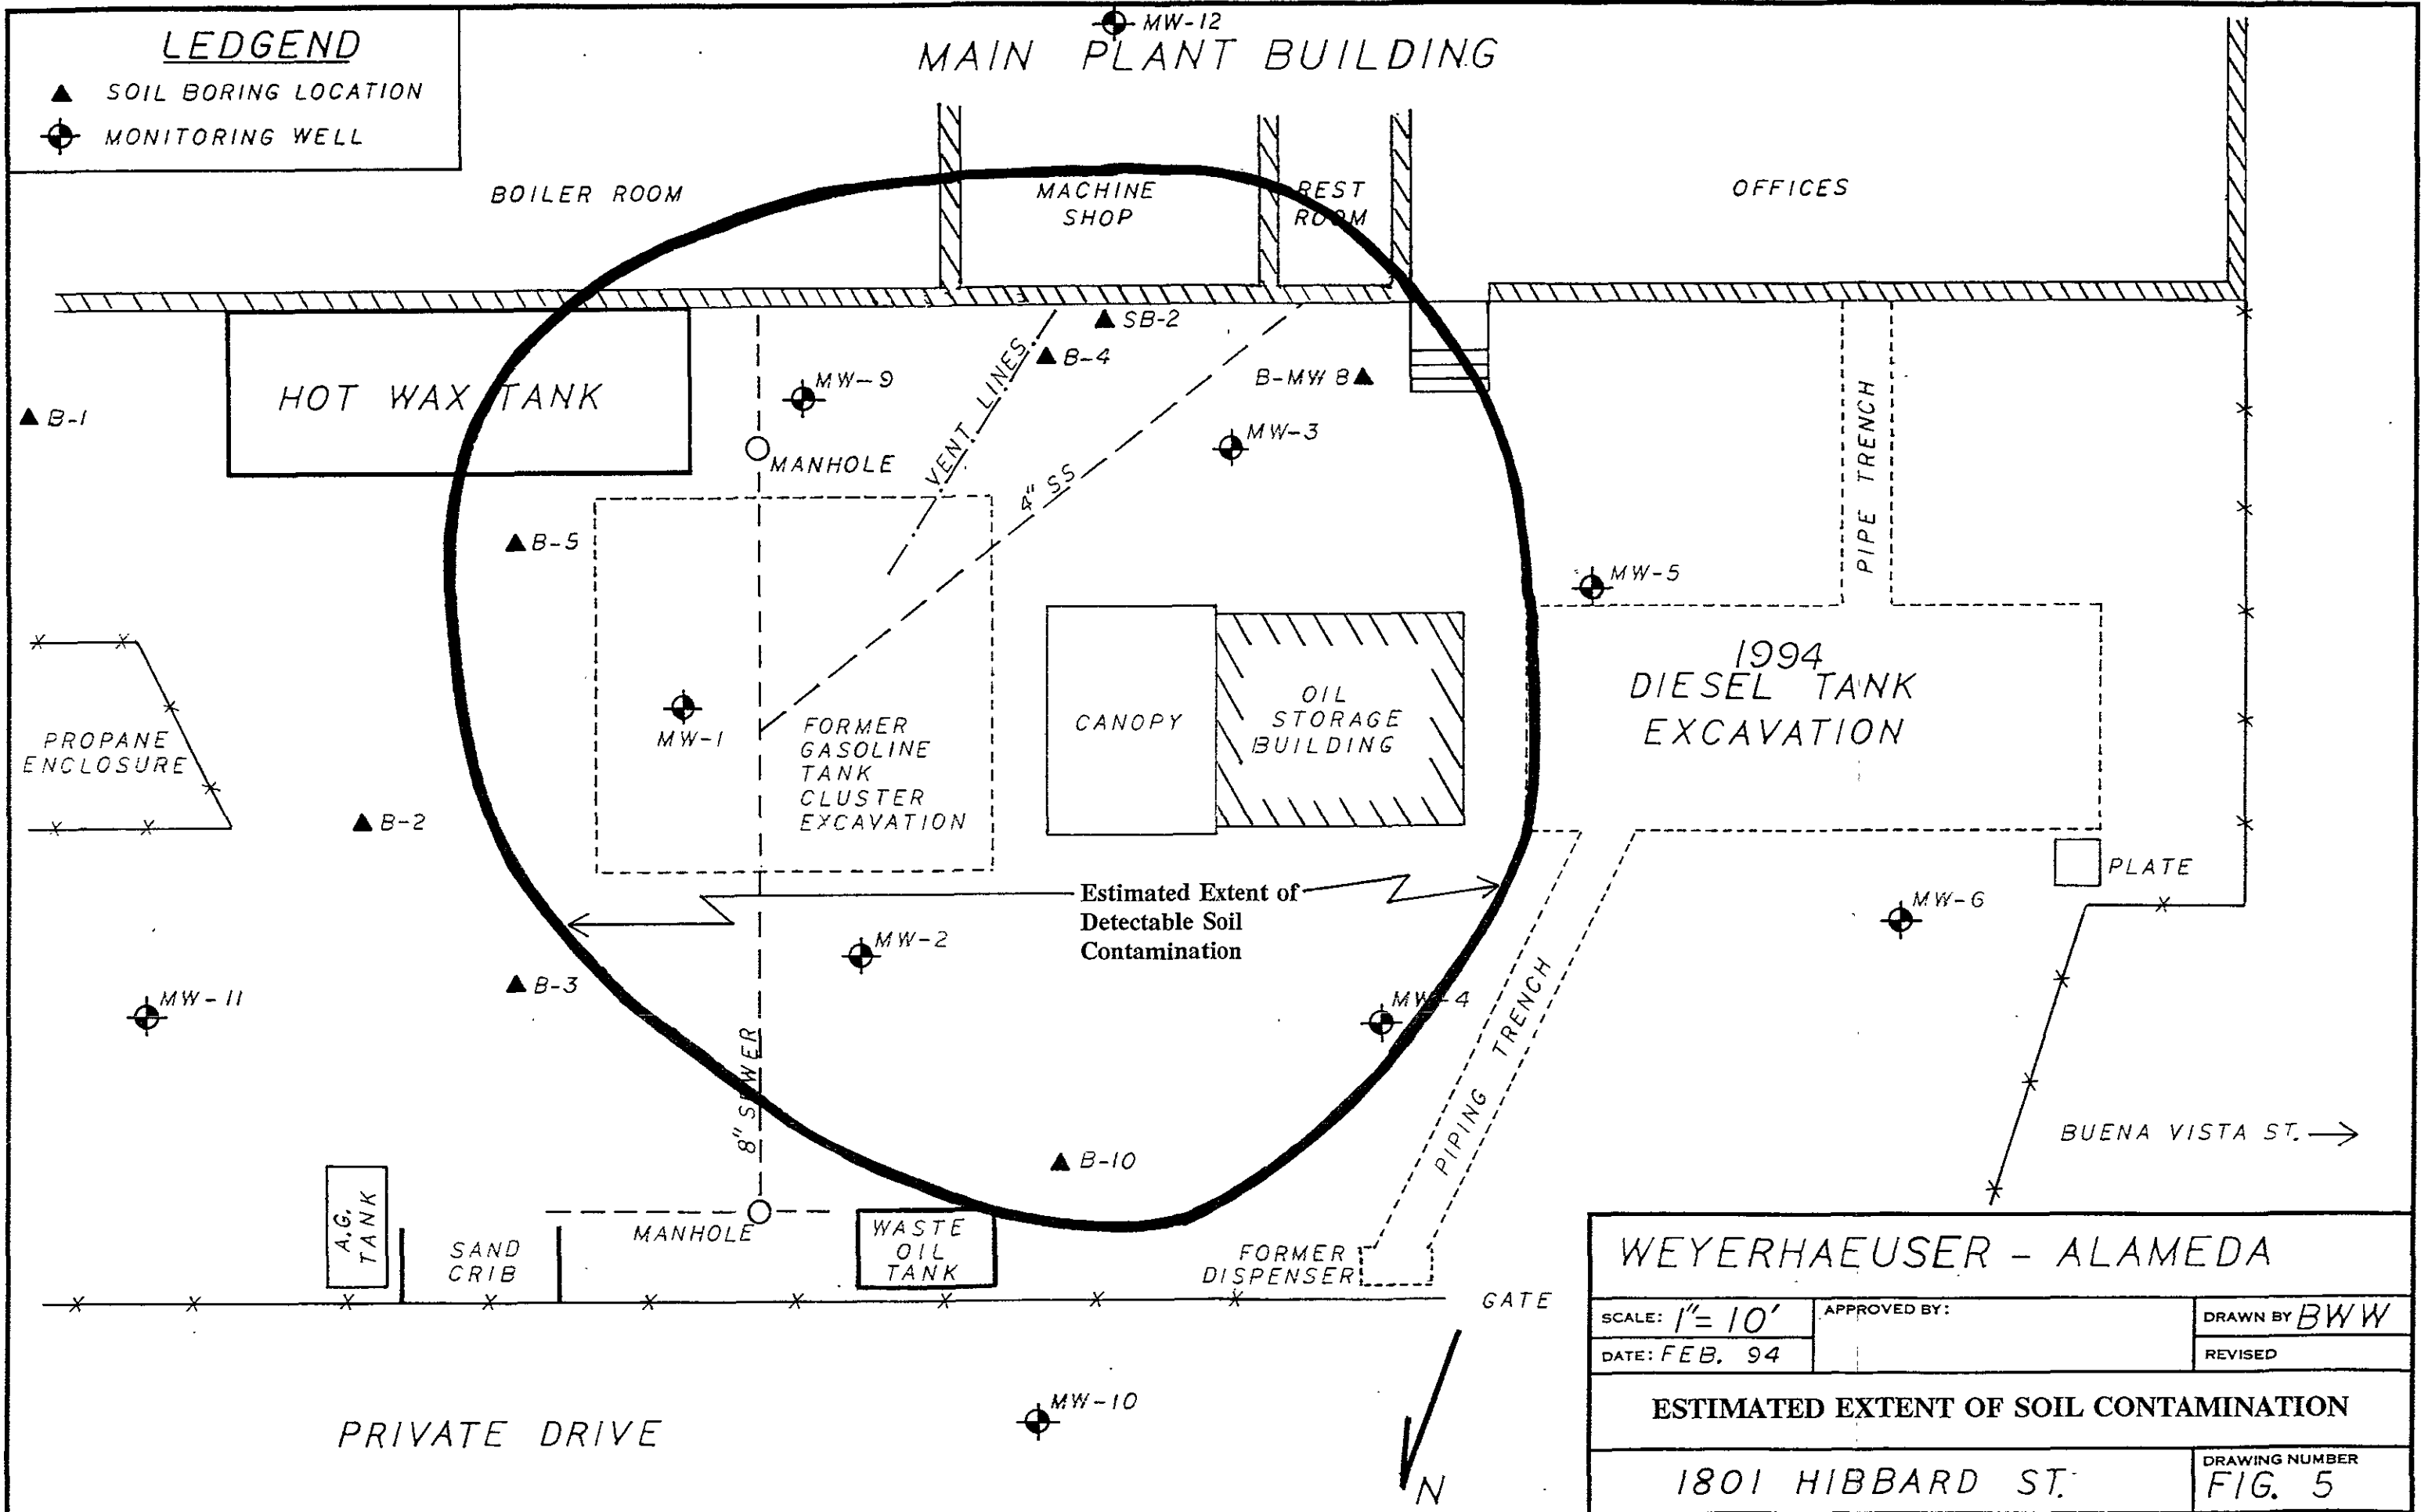 LEDGEND
SOIL BORING LOCATION
MONITORING WELL
MW-12
MAIN PLANT BUILDING
BOILER ROOM
MACHINE
SHOP
REST
ROOM
OFFICES
SB-2
B-4
B-MW 8
MW-9
HOT WAX TANK
B-1
MANHOLE
VENT LINES
4" SS
MW-3
PIPE TRENCH
B-5
MW-5
1994
DIESEL TANK
EXCAVATION
OIL
STORAGE
BUILDING
CANOPY
MW-1
FORMER
GASOLINE
TANK
CLUSTER
EXCAVATION
PROPANE
ENCLOSURE
B-2
PLATE
Estimated Extent of
Detectable Soil
Contamination
MW-6
MW-2
B-3
MW-11
MW-4
8" SEWER
PIPING TRENCH
B-10
BUENA VISTA ST.
A.G.
TANK
SAND
CRIB
MANHOLE
WASTE
OIL
TANK
FORMER
DISPENSER
GATE
MW-10
PRIVATE DRIVE
N
WEYERHAEUSER - ALAMEDA
SCALE: 1"= 10'
APPROVED BY:
DRAWN BY BWW
DATE: FEB. 94
REVISED
ESTIMATED EXTENT OF SOIL CONTAMINATION
1801 HIBBARD ST.
DRAWING NUMBER
FIG. 5